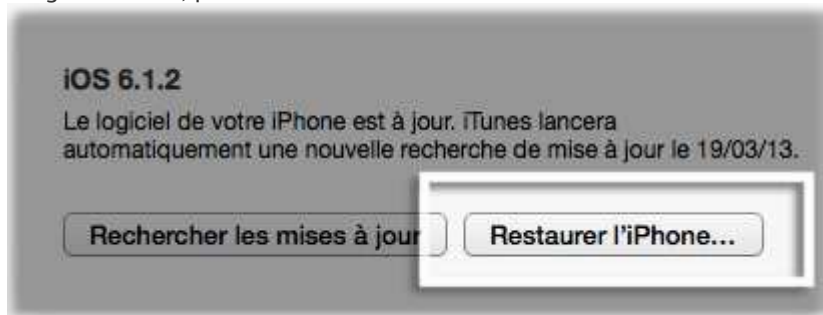 iOS 6.1.2
Le logiciel de votre iPhone est à jour. iTunes lancera
automatiquement une nouvelle recherche de mise à jour le 19/03/13.
Rechercher les mises à jour Restaurer l'iPhone...